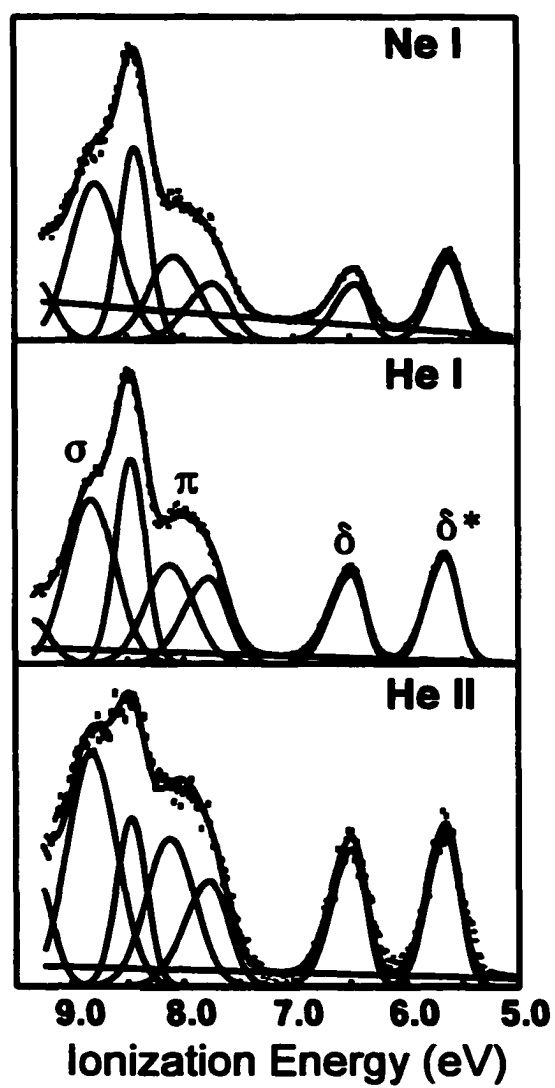 Ne I
He I
σ
π
δ
δ*
He II
9.0 8.0 7.0 6.0 5.0
Ionization Energy (eV)